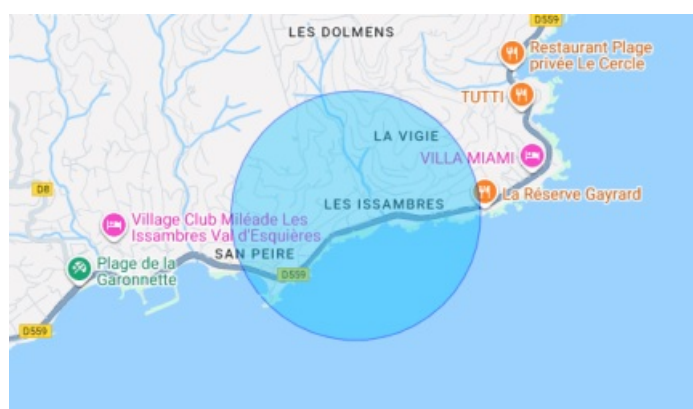 D559
LES DOLMENS
Restaurant Plage
privée Le Cercle
TUTTI
LA VIGIE
VILLA MIAMI
D8
La Réserve Gayrard
LES ISSAMBRES
Village Club Miléade Les
Issambres Val d'Esquières
SAN PEIRE
Plage de la
Garonnette
D559
D559